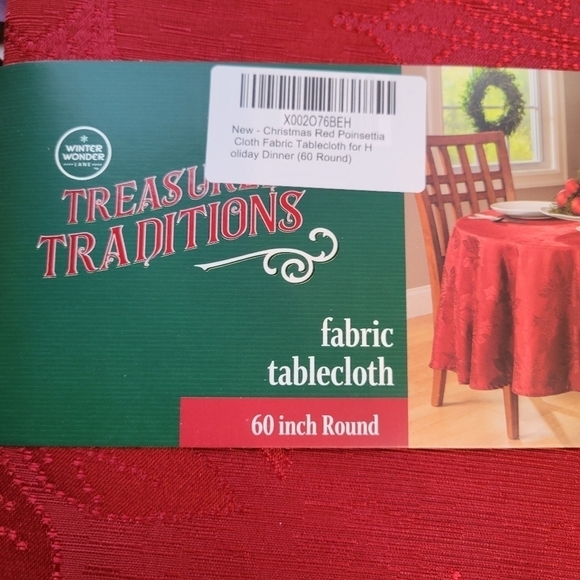 X002O76BEH
New - Christmas Red Poinsettia
Cloth Fabric Tablecloth for H
oliday Dinner (60 Round)
WINTER
WONDER
LANE
TRADITIONS
fabric
tablecloth
60 inch Round